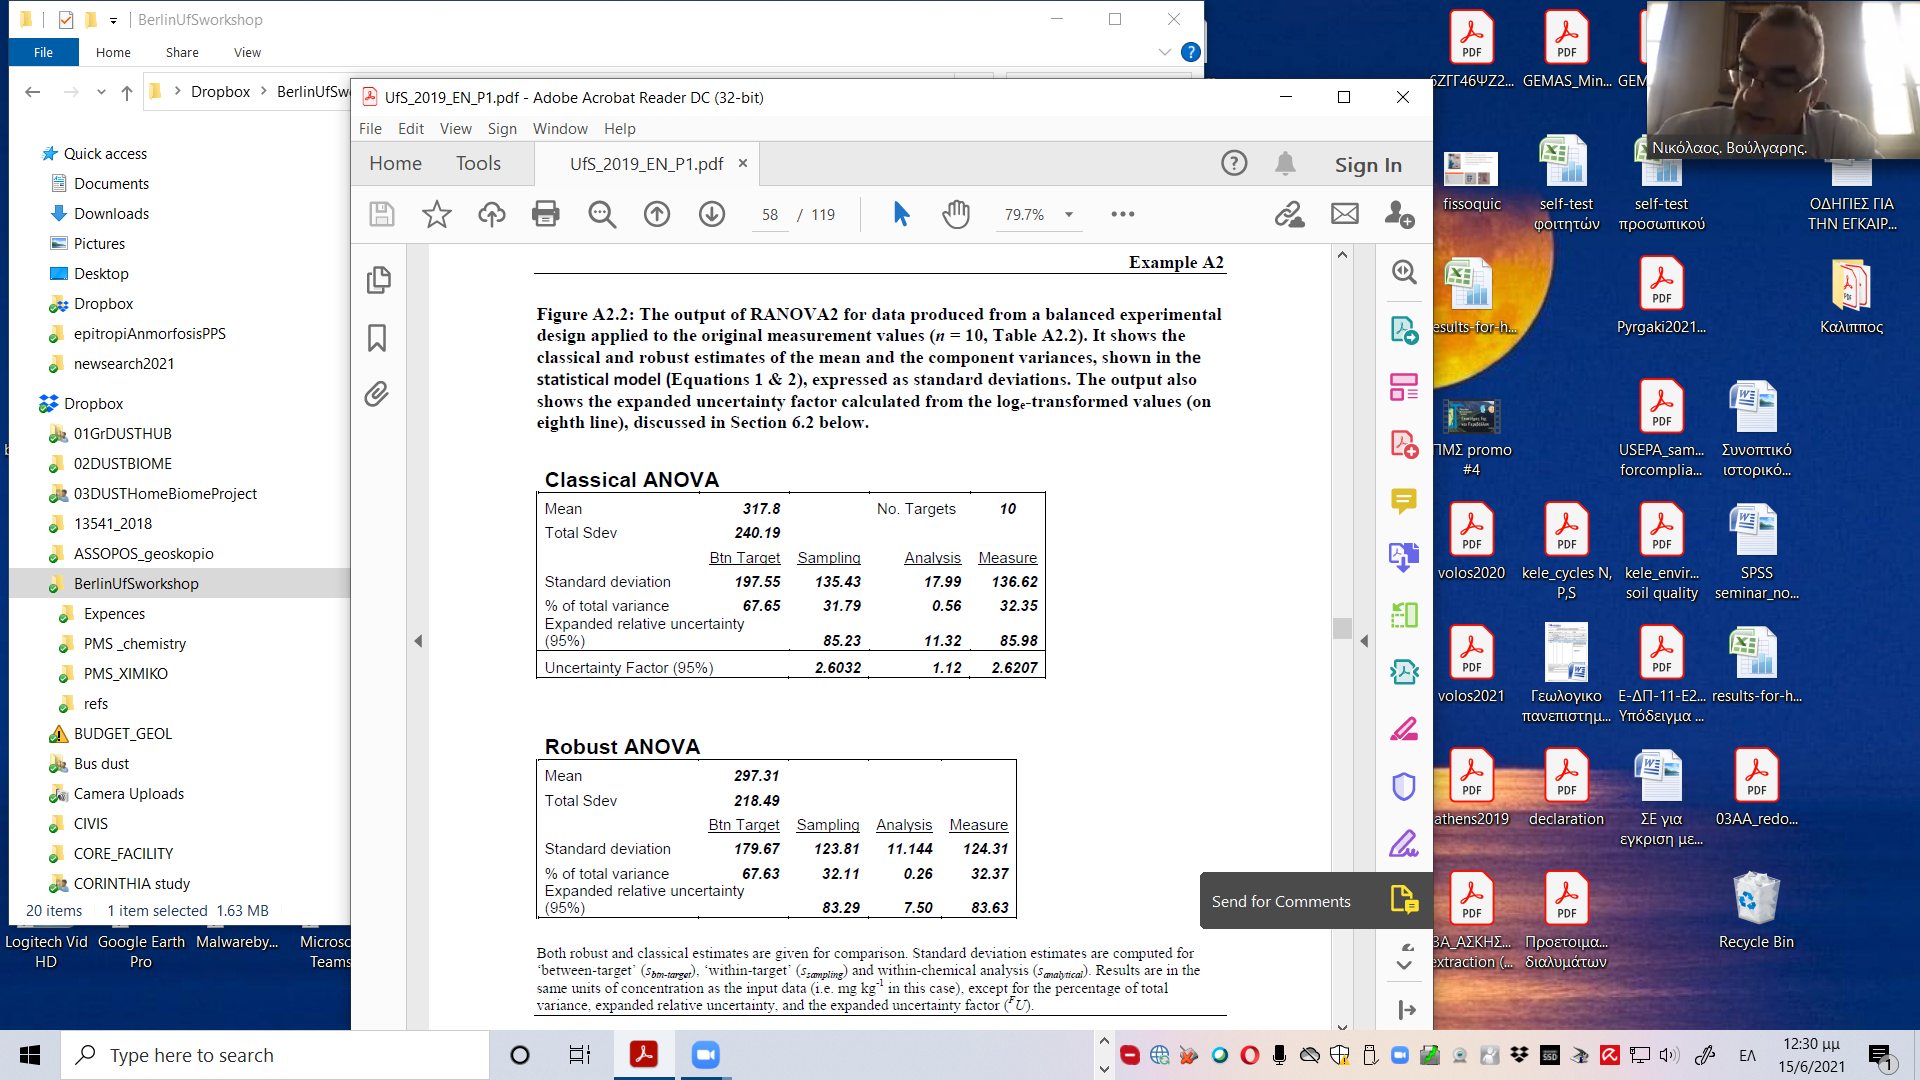 BerlinUfSworkshop
File Home Share View
Dropbox BerlinUfSwo
Quick access
Documents
Downloads
Pictures
Desktop
Dropbox
epitropiAnmorfosisPPS
newsearch2021
Dropbox
01GrDUSTHUB
02DUSTBIOME
03DUSTHomeBiomeProject
13541_2018
ASSOPOS_geoskopio
BerlinUfSworkshop
Expences
PMS _chemistry
PMS_XIMIKO
refs
BUDGET_GEOL
Bus dust
Camera Uploads
CIVIS
CORE_FACILITY
CORINTHIA study
20 items 1 item selected 1.63 MB
UfS_2019_EN_P1.pdf - Adobe Acrobat Reader DC (32-bit)
File Edit View Sign Window Help
Home Tools UfS_2019_EN_P1.pdf Sign In
58 / 119 79.7%
Example A2
Figure A2.2: The output of RANOVA2 for data produced from a balanced experimental
design applied to the original measurement values (n = 10, Table A2.2). It shows the
classical and robust estimates of the mean and the component variances, shown in the
statistical model (Equations 1 & 2), expressed as standard deviations. The output also
shows the expanded uncertainty factor calculated from the loge-transformed values (on
eighth line), discussed in Section 6.2 below.
Classical ANOVA
Mean 317.8 No. Targets 10
Total Sdev 240.19
Btn Target Sampling Analysis Measure
Standard deviation 197.55 135.43 17.99 136.62
% of total variance 67.65 31.79 0.56 32.35
Expanded relative uncertainty
(95%) 85.23 11.32 85.98
Uncertainty Factor (95%) 2.6032 1.12 2.6207
Robust ANOVA
Mean 297.31
Total Sdev 218.49
Btn Target Sampling Analysis Measure
Standard deviation 179.67 123.81 11.144 124.31
% of total variance 67.63 32.11 0.26 32.37
Expanded relative uncertainty
(95%) 83.29 7.50 83.63
Both robust and classical estimates are given for comparison. Standard deviation estimates are computed for
‘between-target’ (sbtn-target), ‘within-target’ (ssampling) and within-chemical analysis (sanalytical). Results are in the
same units of concentration as the input data (i.e. mg kg-1 in this case), except for the percentage of total
variance, expanded relative uncertainty, and the expanded uncertainty factor (FU).
Send for Comments
Νικόλαος. Βούλγαρης.
6ΖΓΓ46ΨΖ2... GEMAS_Min... GEM
fissoquic
self-test
φοιτητών
self-test
προσωπικού
ΟΔΗΓΙΕΣ ΓΙΑ
ΤΗΝ ΕΓΚΑΙΡ...
esults-for-h... Pyrgaki2021... Καλιππος
ΠΜΣ promo
#4
USEPA_sam...
forcomplia...
Συνοπτικό
ιστορικό...
volos2020
kele_cycles N,
P,S
kele_envir...
soil quality
SPSS
seminar_no...
volos2021
Γεωλογικο
πανεπιστημ...
Ε-ΔΠ-11-Ε2...
Υπόδειγμα ...
results-for-h...
athens2019 declaration
ΣΕ για
εγκριση με...
03AA_redo...
3Α_ΑΣΚΗΣ...
extraction (...
Προετοιμα...
διαλυμάτων
Recycle Bin
Logitech Vid
HD
Google Earth
Pro
Malwareby...
Microsc
Teams
Type here to search
ΕΛ
12:30 μμ
15/6/2021
1